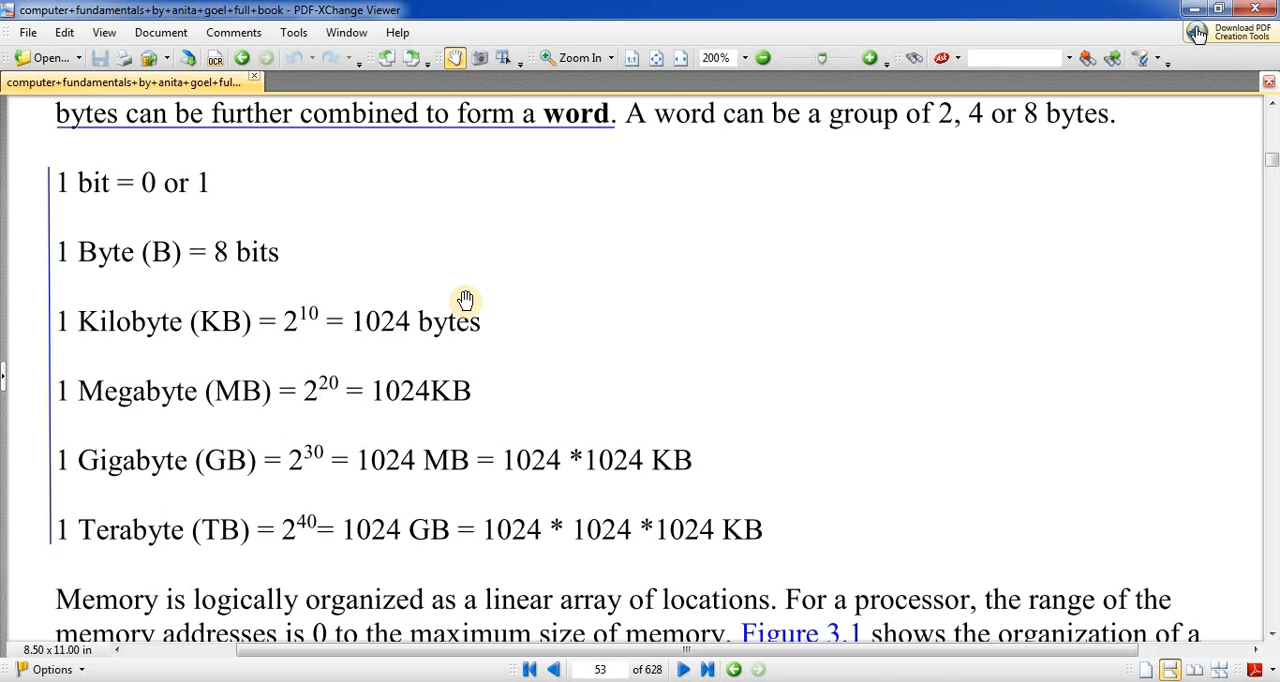 computer+fundamentals+by+anita+goel+full+book - PDF-XChange Viewer
File Edit View Document Comments Tools Window Help
Download PDF
Creation Tools
Open... OCR Zoom In 200%
computer+fundamentals+by+anita+goel+ful...
bytes can be further combined to form a word. A word can be a group of 2, 4 or 8 bytes.
1 bit = 0 or 1
1 Byte (B) = 8 bits
1 Kilobyte (KB) = 2¹⁰ = 1024 bytes
1 Megabyte (MB) = 2²⁰ = 1024KB
1 Gigabyte (GB) = 2³⁰ = 1024 MB = 1024 *1024 KB
1 Terabyte (TB) = 2⁴⁰= 1024 GB = 1024 * 1024 *1024 KB
Memory is logically organized as a linear array of locations. For a processor, the range of the
memory addresses is 0 to the maximum size of memory. Figure 3.1 shows the organization of a
8.50 x 11.00 in
Options 53 of 628